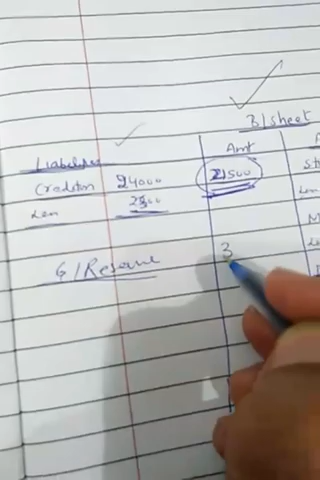 B/Sheet
Liabilities Amt
Creditors 24000 21500
Less 2500
G/Reserve 3